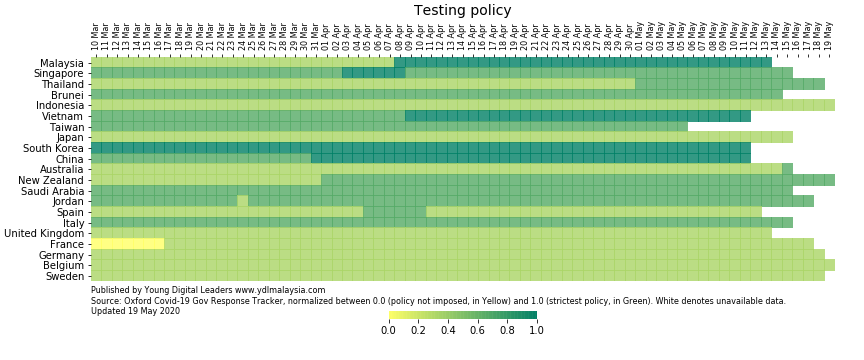 Testing policy
10 Mar
11 Mar
12 Mar
13 Mar
14 Mar
15 Mar
16 Mar
17 Mar
18 Mar
19 Mar
20 Mar
21 Mar
22 Mar
23 Mar
24 Mar
25 Mar
26 Mar
27 Mar
28 Mar
29 Mar
30 Mar
31 Mar
01 Apr
02 Apr
03 Apr
04 Apr
05 Apr
06 Apr
07 Apr
08 Apr
09 Apr
10 Apr
11 Apr
12 Apr
13 Apr
14 Apr
15 Apr
16 Apr
17 Apr
18 Apr
19 Apr
20 Apr
21 Apr
22 Apr
23 Apr
24 Apr
25 Apr
26 Apr
27 Apr
28 Apr
29 Apr
30 Apr
01 May
02 May
03 May
04 May
05 May
06 May
07 May
08 May
09 May
10 May
11 May
12 May
13 May
14 May
15 May
16 May
17 May
18 May
19 May
Malaysia
Singapore
Thailand
Brunei
Indonesia
Vietnam
Taiwan
Japan
South Korea
China
Australia
New Zealand
Saudi Arabia
Jordan
Spain
Italy
United Kingdom
France
Germany
Belgium
Sweden
Published by Young Digital Leaders www.ydlmalaysia.com
Source: Oxford Covid-19 Gov Response Tracker, normalized between 0.0 (policy not imposed, in Yellow) and 1.0 (strictest policy, in Green). White denotes unavailable data.
Updated 19 May 2020
0.0 0.2 0.4 0.6 0.8 1.0